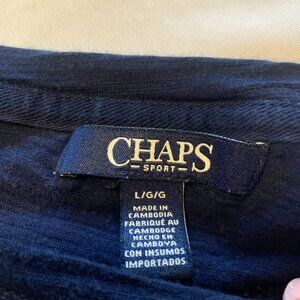 CHAPS
SPORT
L/G/G
MADE IN
CAMBODIA
FABRIQUÉ AU
CAMBODGE
HECHO EN
CAMBOYA
CON INSUMOS
IMPORTADOS